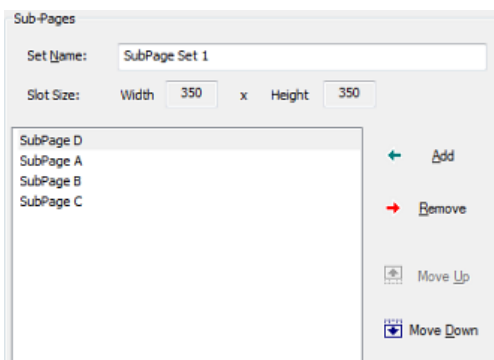 Sub-Pages
Set Name: SubPage Set 1
Slot Size: Width 350 x Height 350
SubPage D
SubPage A
SubPage B
SubPage C
Add
Remove
Move Up
Move Down